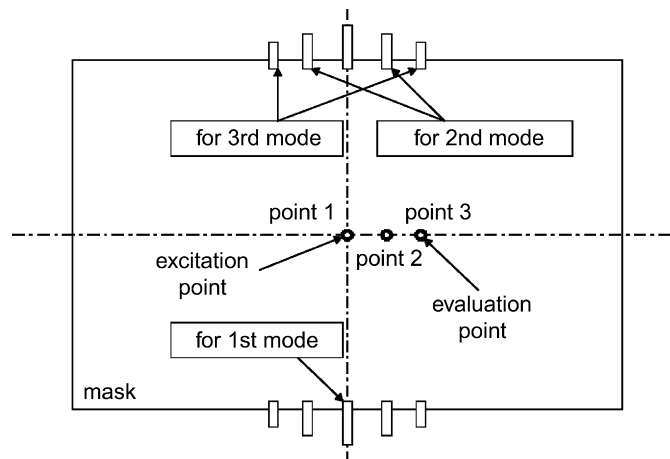 for 3rd mode
for 2nd mode
point 1
point 3
point 2
excitation
point
evaluation
point
for 1st mode
mask